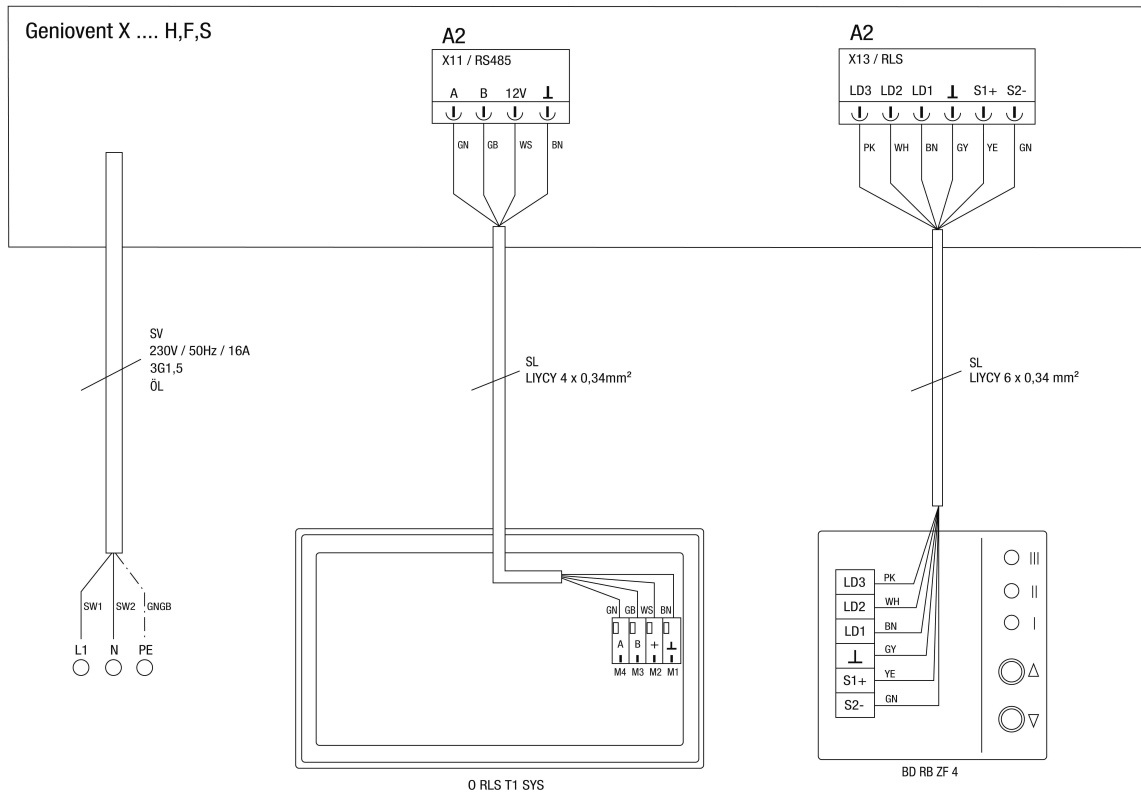 Geniovent X .... H,F,S
A2
X11 / RS485
A B 12V ⊥
GN GB WS BN
A2
X13 / RLS
LD3 LD2 LD1 ⊥ S1+ S2-
PK WH BN GY YE GN
SV
230V / 50Hz / 16A
3G1,5
ÖL
SL
LIYCY 4 x 0,34mm²
SL
LIYCY 6 x 0,34 mm²
SW1 SW2 GNGB
L1 N PE
GN GB WS BN
A B + ⊥
M4 M3 M2 M1
O RLS T1 SYS
LD3 PK
LD2 WH
LD1 BN
⊥ GY
S1+ YE
S2- GN
III
II
I
BD RB ZF 4